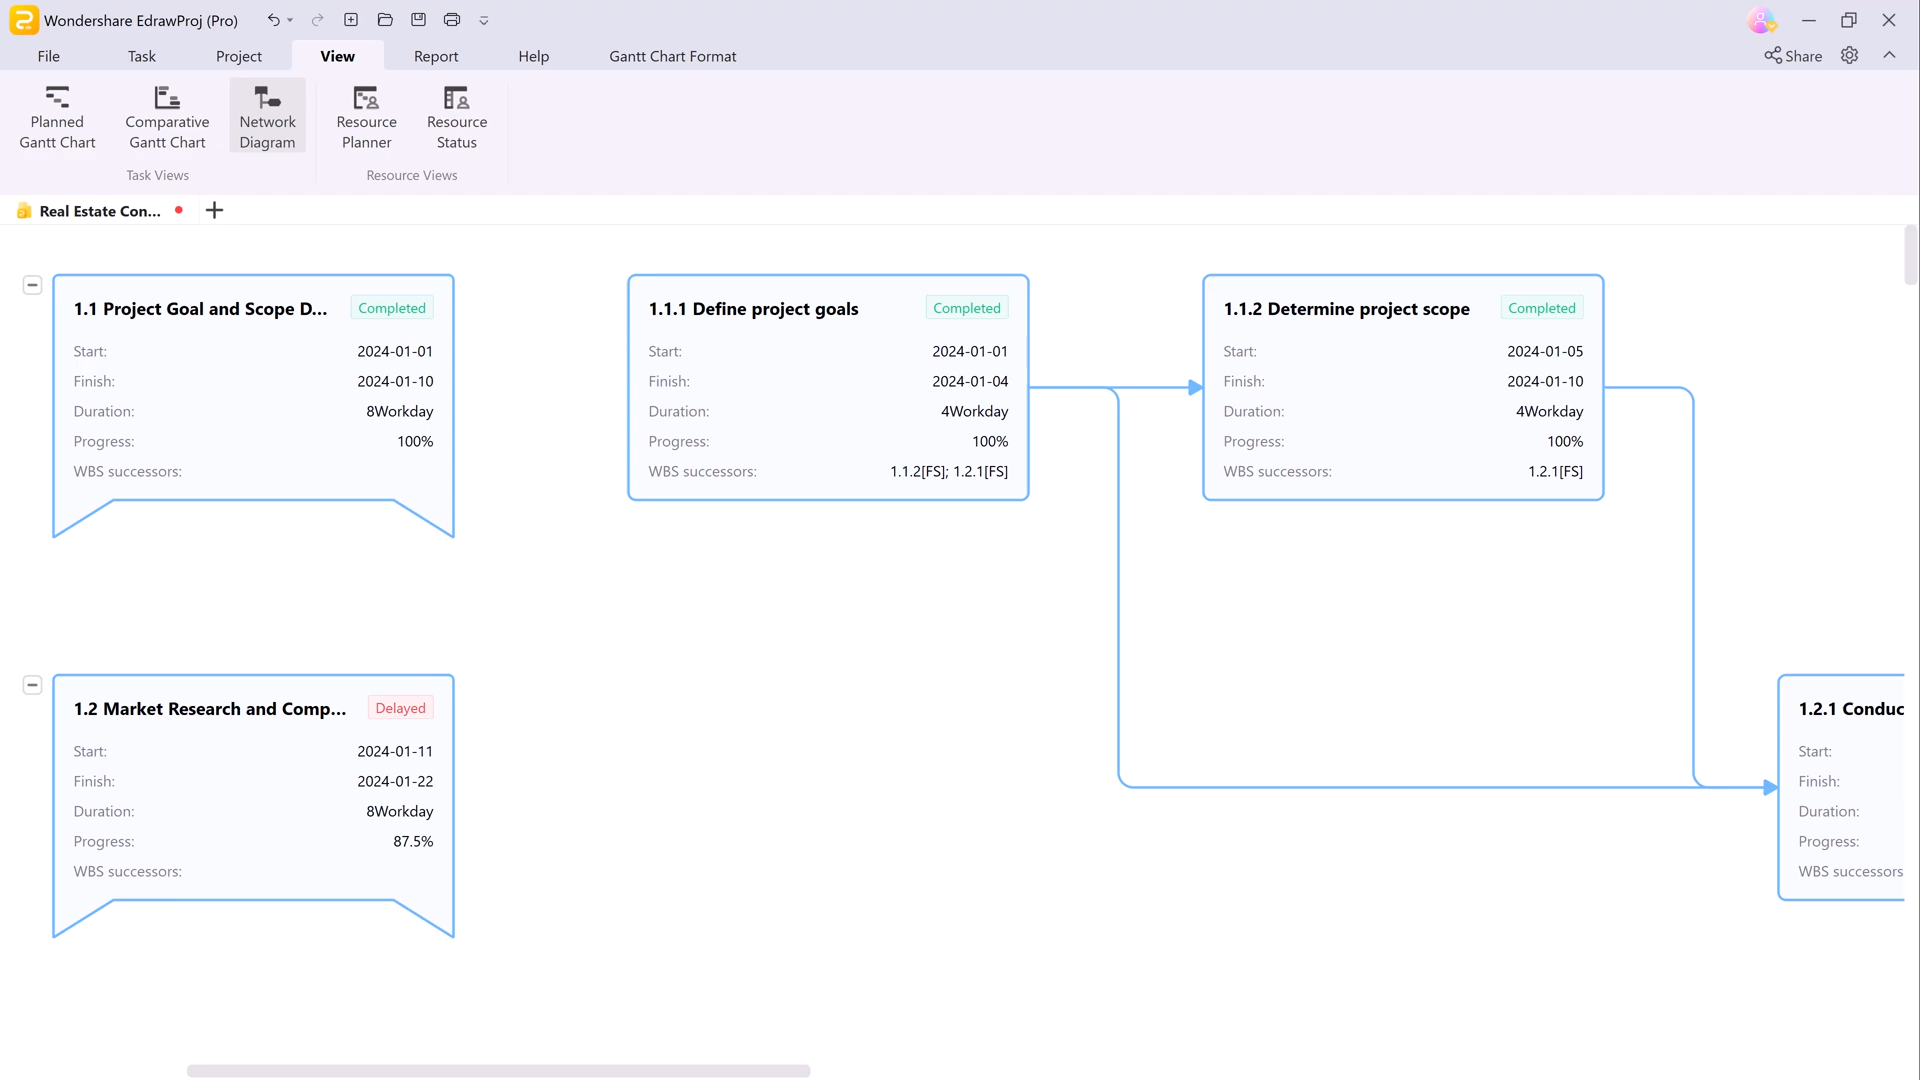 Wondershare EdrawProj (Pro)
File Task Project View Report Help Gantt Chart Format Share
Planned
Gantt Chart
Comparative
Gantt Chart
Network
Diagram
Task Views
Resource
Planner
Resource
Status
Resource Views
Real Estate Con...
1.1 Project Goal and Scope D... Completed
Start: 2024-01-01
Finish: 2024-01-10
Duration: 8Workday
Progress: 100%
WBS successors:
1.1.1 Define project goals Completed
Start: 2024-01-01
Finish: 2024-01-04
Duration: 4Workday
Progress: 100%
WBS successors: 1.1.2[FS]; 1.2.1[FS]
1.1.2 Determine project scope Completed
Start: 2024-01-05
Finish: 2024-01-10
Duration: 4Workday
Progress: 100%
WBS successors: 1.2.1[FS]
1.2 Market Research and Comp... Delayed
Start: 2024-01-11
Finish: 2024-01-22
Duration: 8Workday
Progress: 87.5%
WBS successors:
1.2.1 Conduc
Start:
Finish:
Duration:
Progress:
WBS successors